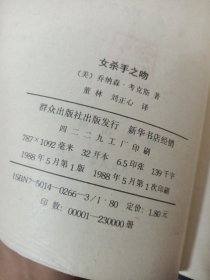 女杀手之吻
（美）乔纳森·考克斯 著
董林 刘正心 译
群众出版社出版发行 新华书店经销
四二二九工厂印刷
787×1092毫米 32开本 6.5印张 139千字
1988年5月第1版 1988年5月第1次印刷
ISBN7-5014-0266-3/I·80 定价：1.80元
印数：00001-230000册